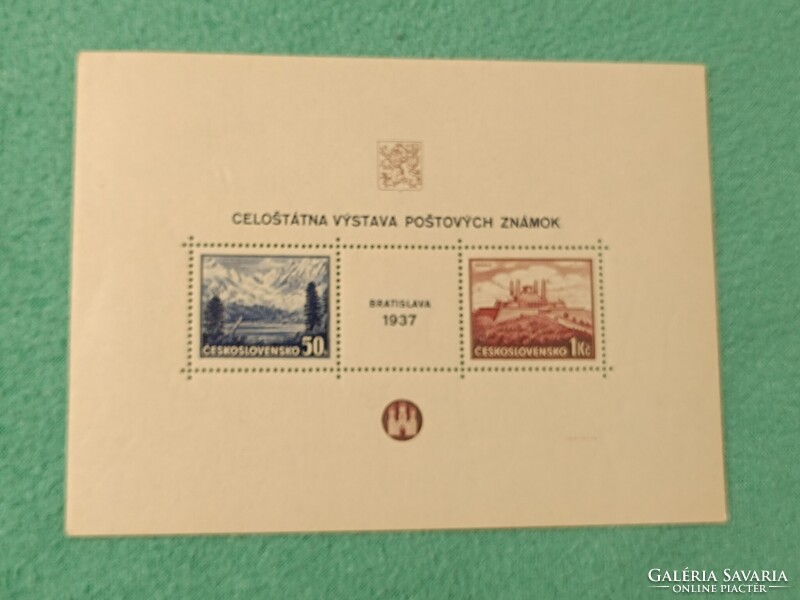 CELOŠTÁTNA VÝSTAVA POŠTOVÝCH ZNÁMOK
BRATISLAVA
1937
ČESKOSLOVENSKO 50h
ČESKOSLOVENSKO 1Kč
GALÉRIA SAVARIA
ONLINE PIACTÉR